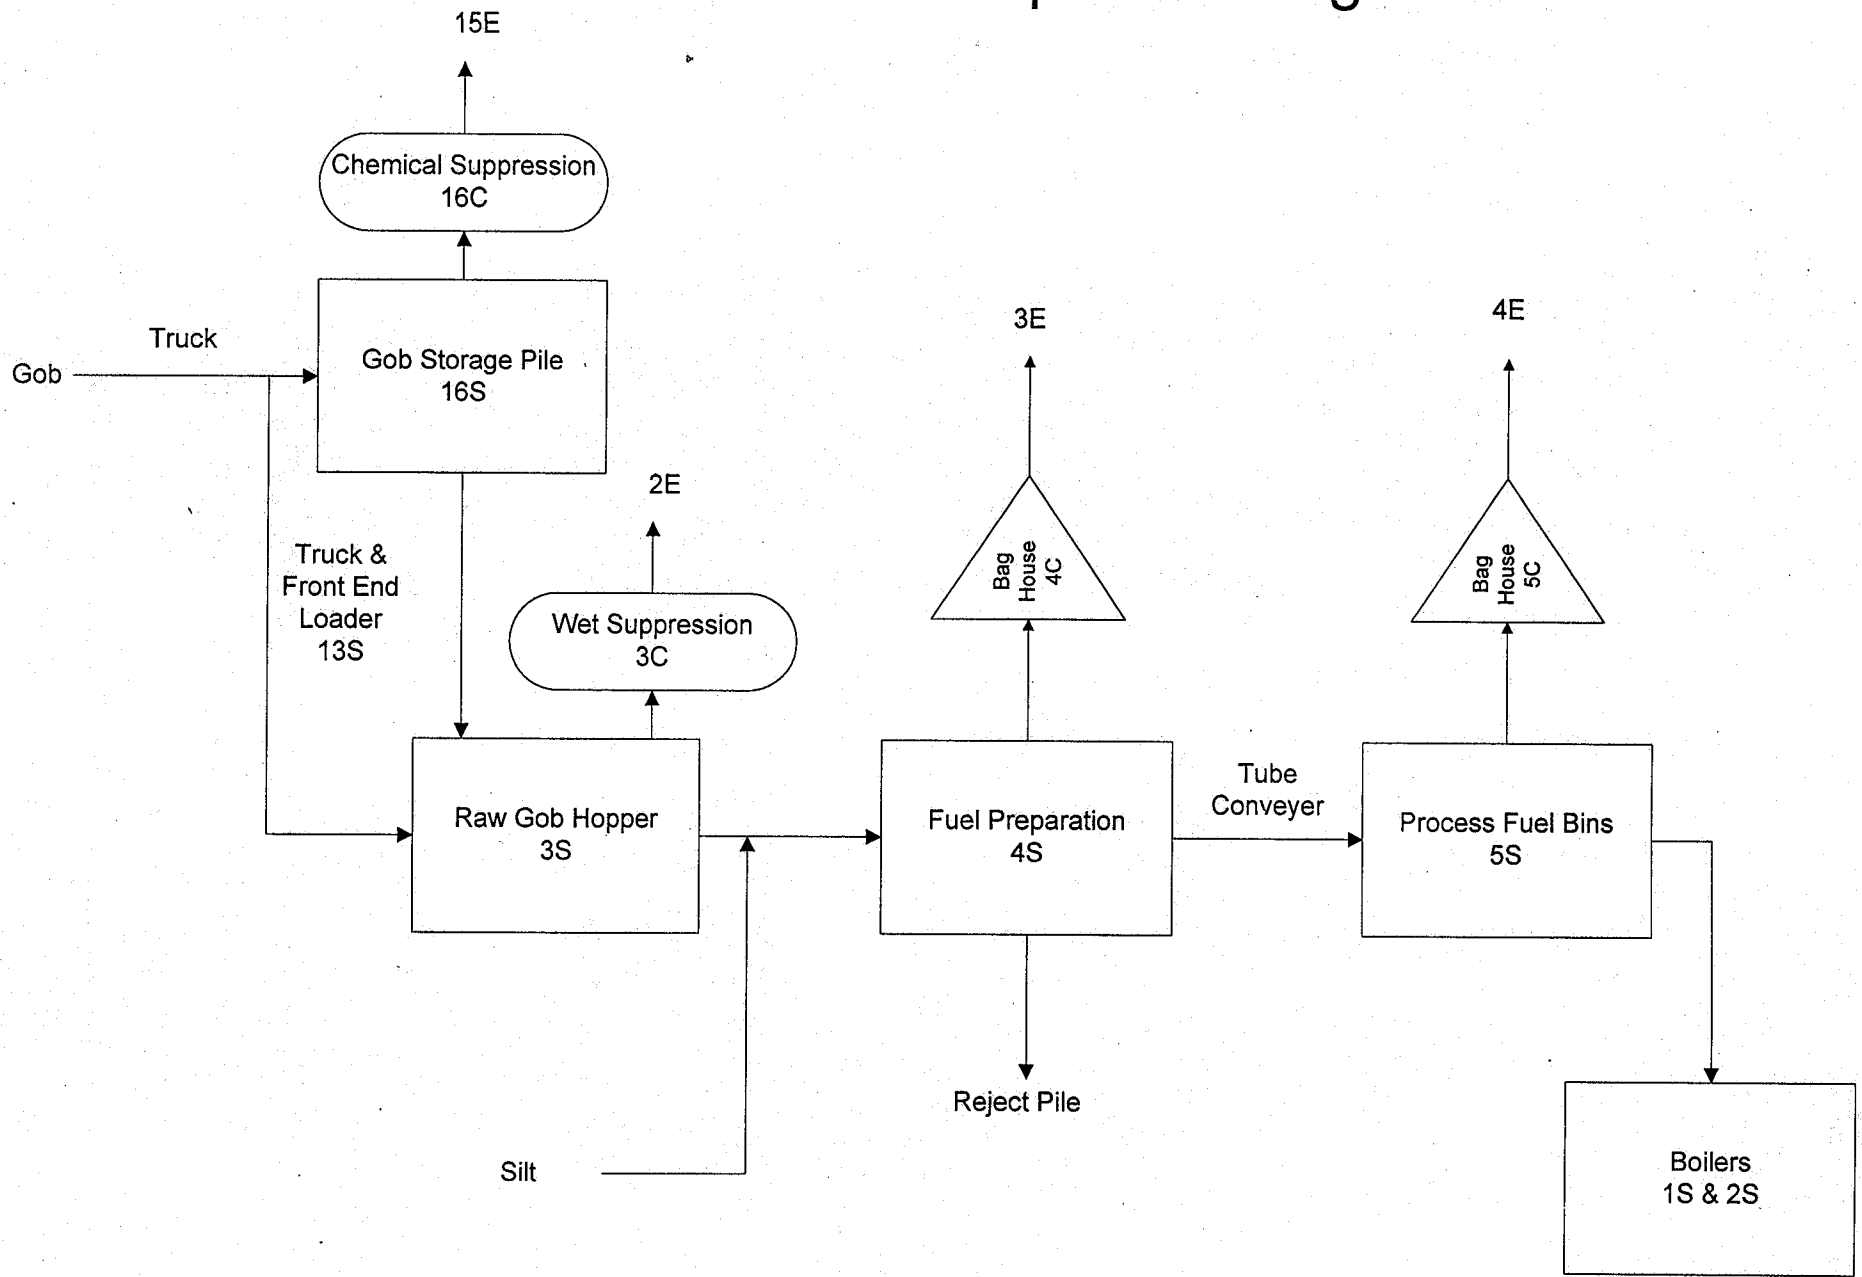 15E
Chemical Suppression
16C
Truck
Gob
Gob Storage Pile
16S
3E
4E
2E
Truck &
Front End
Loader
13S
Wet Suppression
3C
Bag
House
4C
Bag
House
5C
Raw Gob Hopper
3S
Fuel Preparation
4S
Tube
Conveyer
Process Fuel Bins
5S
Reject Pile
Silt
Boilers
1S & 2S